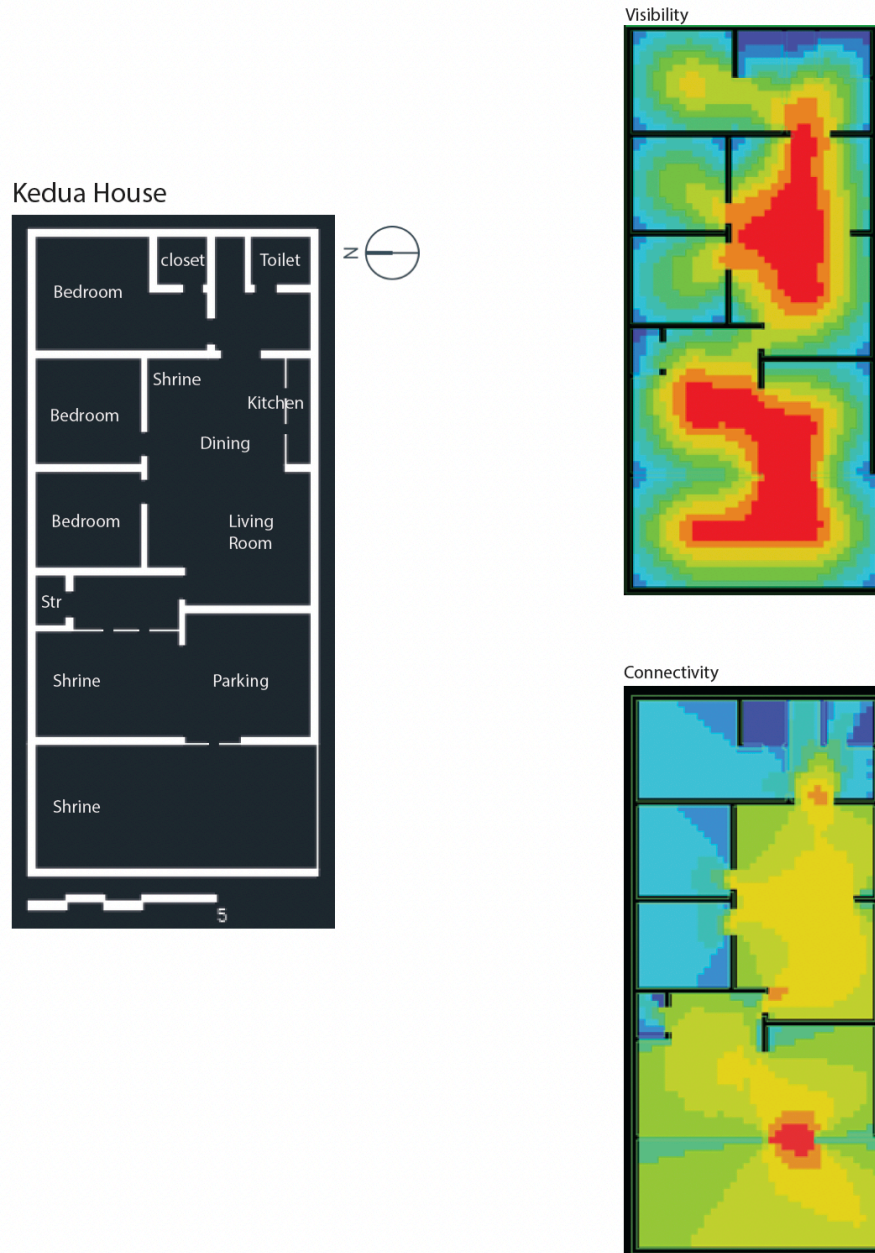 Visibility
Kedua House
closet
Toilet
N
Bedroom
Shrine
Kitchen
Bedroom
Dining
Bedroom
Living
Room
Str
Shrine
Parking
Connectivity
Shrine
5